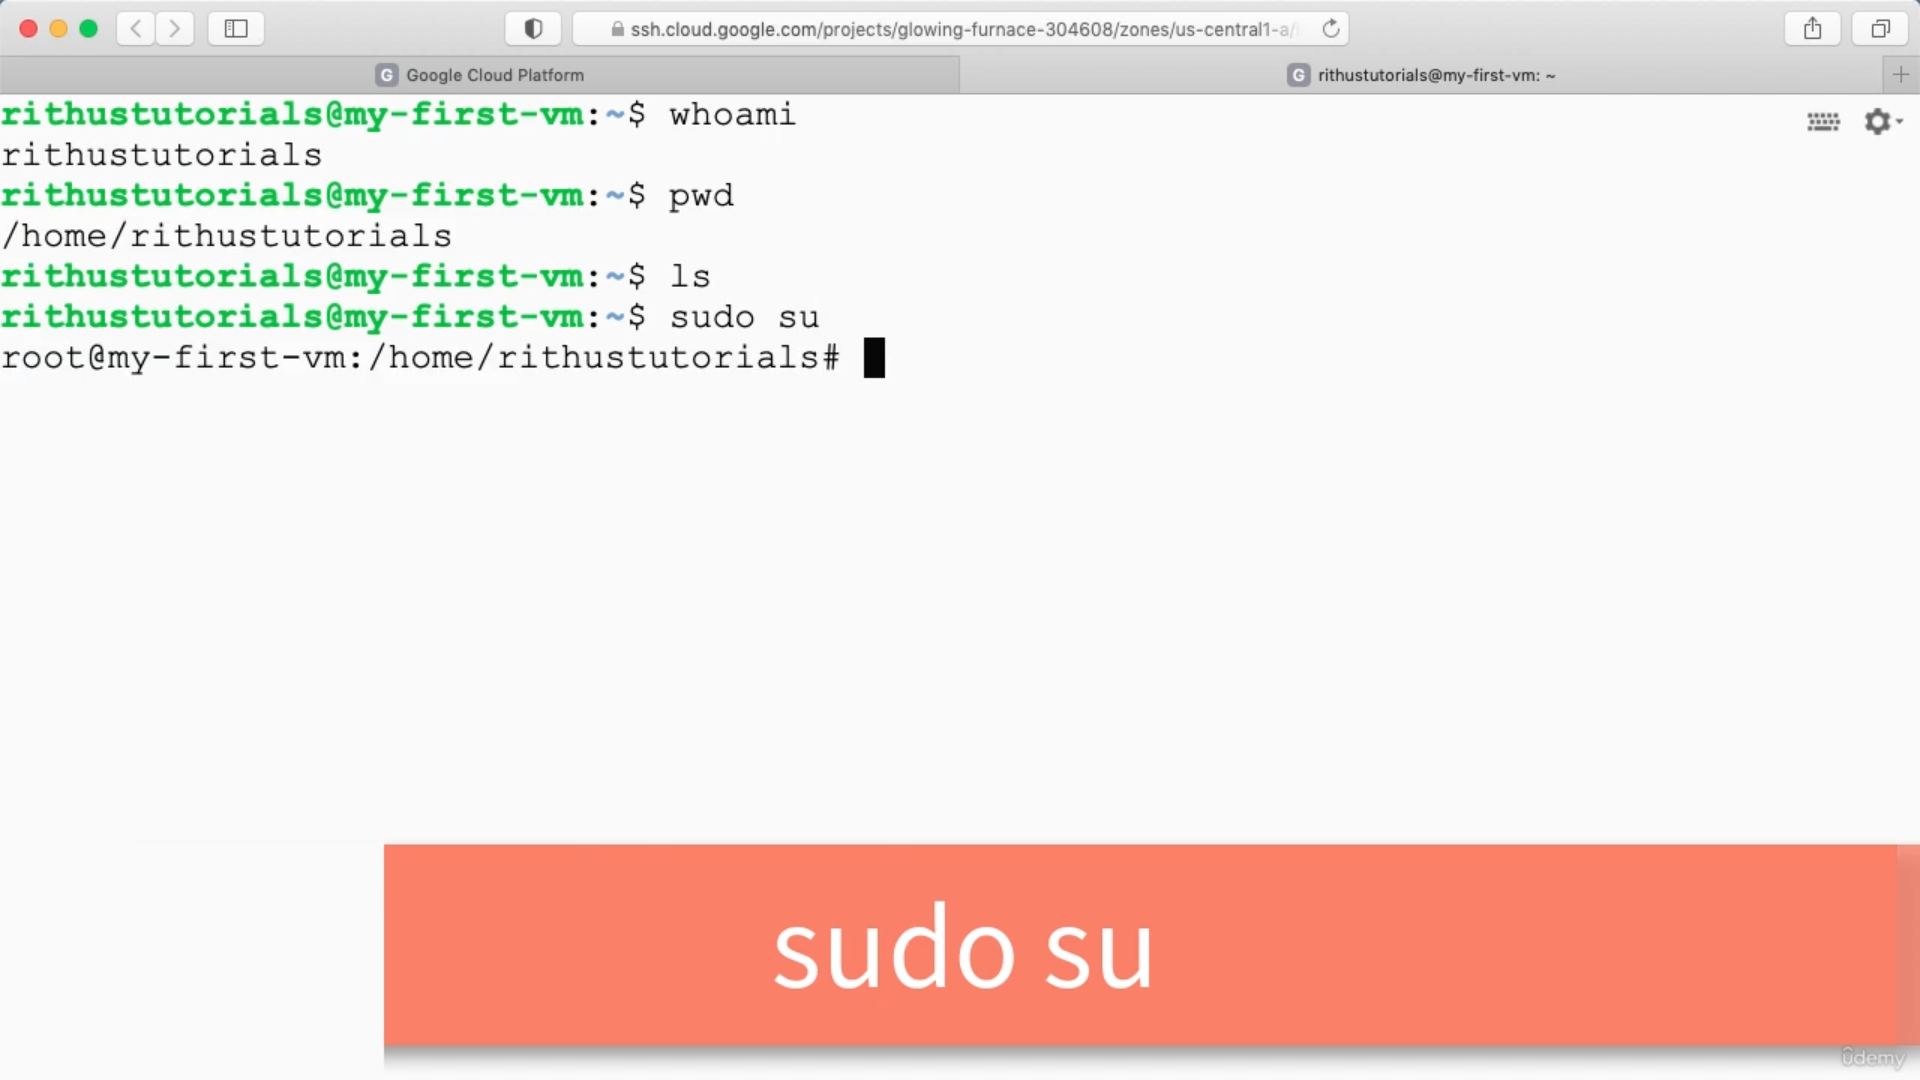 ssh.cloud.google.com/projects/glowing-furnace-304608/zones/us-central1-a/
G Google Cloud Platform
G rithustutorials@my-first-vm: ~
rithustutorials@my-first-vm:~$ whoami
rithustutorials
rithustutorials@my-first-vm:~$ pwd
/home/rithustutorials
rithustutorials@my-first-vm:~$ ls
rithustutorials@my-first-vm:~$ sudo su
root@my-first-vm:/home/rithustutorials#
sudo su
ûdemy